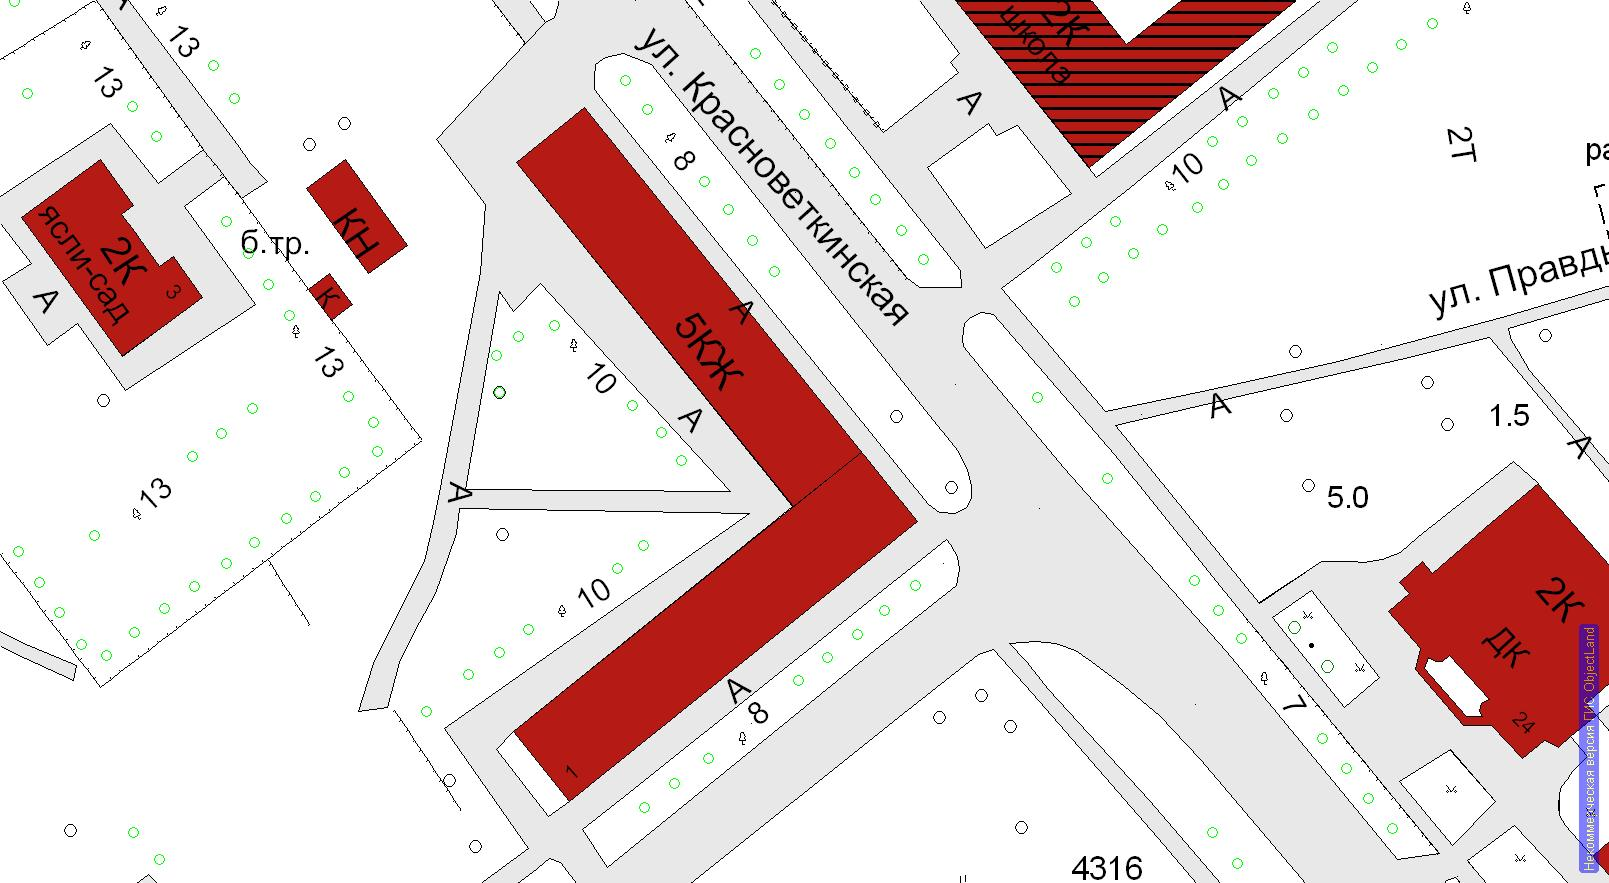 13
2К
школа
ул. Красноветкинская
13
А
А
8
10
2Т
КН
б.тр.
ясли-сад
2К
3
К
А
ул. Правды
А
5КЖ
13
10
А
А
1.5
А
5.0
А
13
10
2К
ДК
24
А
8
7
1
4316
Некоммерческая версия ГИС ObjectLand